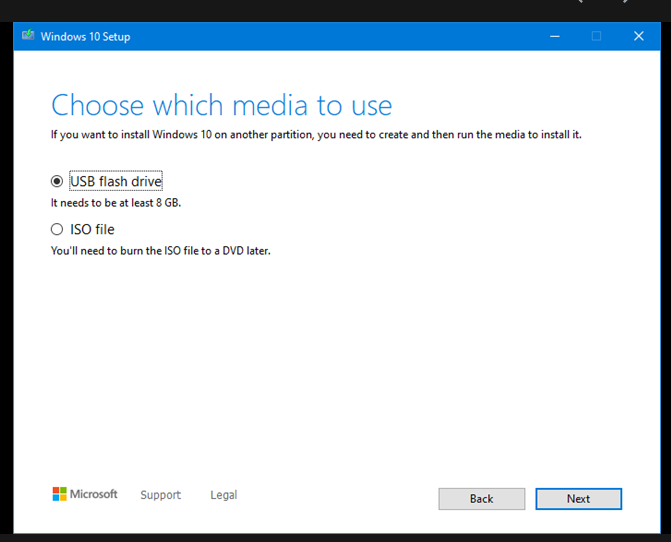 Windows 10 Setup
Choose which media to use
If you want to install Windows 10 on another partition, you need to create and then run the media to install it.
USB flash drive
It needs to be at least 8 GB.
ISO file
You'll need to burn the ISO file to a DVD later.
Microsoft Support Legal Back Next